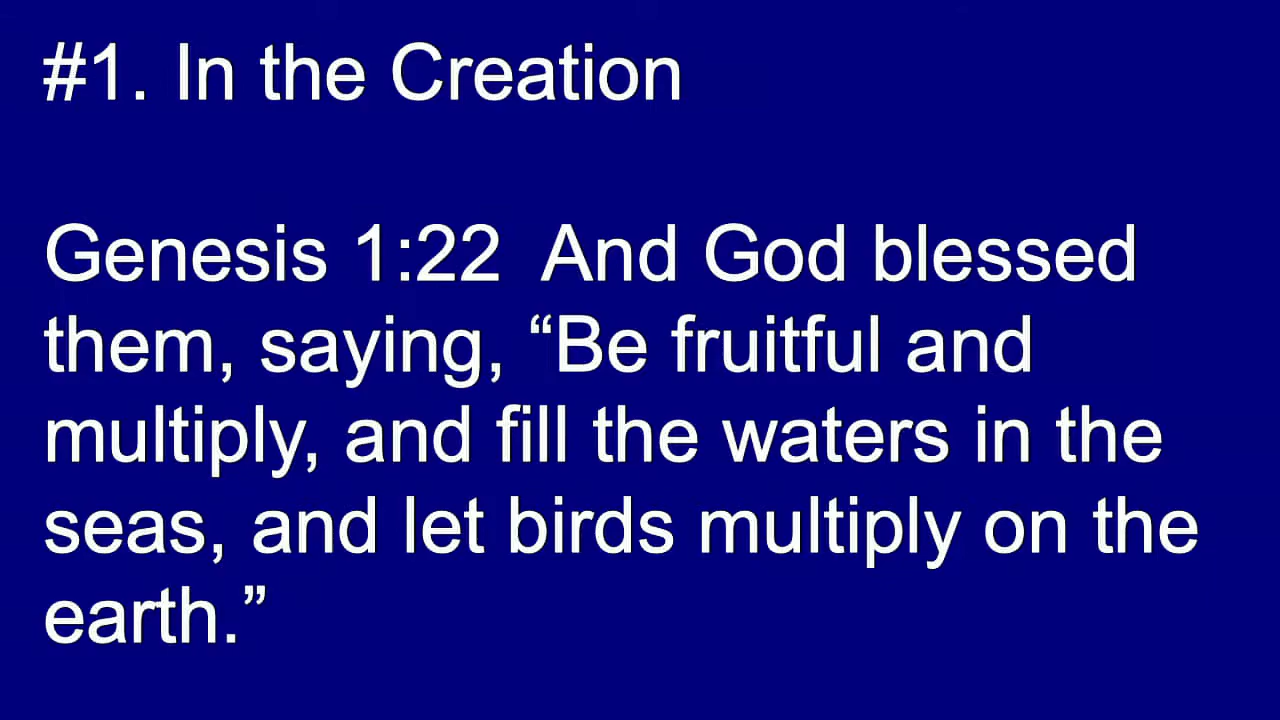 #1. In the Creation
Genesis 1:22  And God blessed
them, saying, “Be fruitful and
multiply, and fill the waters in the
seas, and let birds multiply on the
earth.”